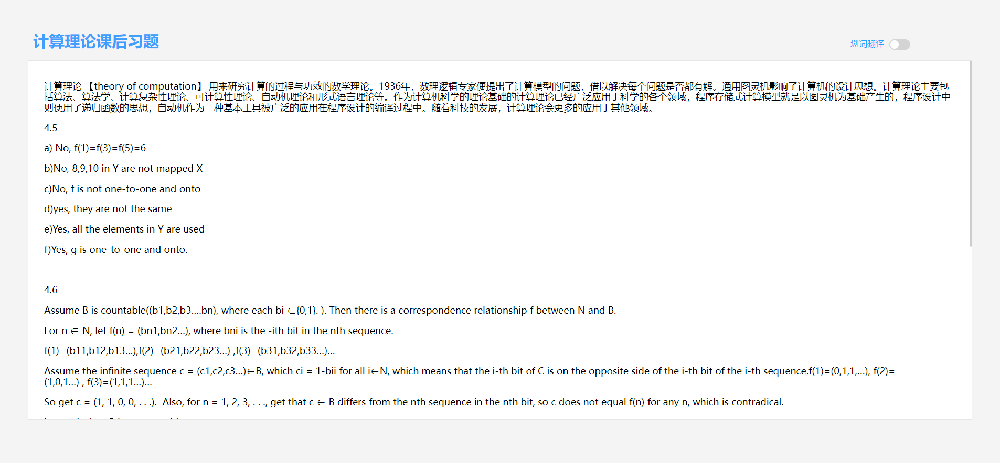 计算理论课后习题
划词翻译
计算理论 【theory of computation】 用来研究计算的过程与功效的数学理论。1936年，数理逻辑专家便提出了计算模型的问题，借以解决每个问题是否都有解。通用图灵机影响了计算机的设计思想。计算理论主要包
括算法、算法学、计算复杂性理论、可计算性理论、自动机理论和形式语言理论等。作为计算机科学的理论基础的计算理论已经广泛应用于科学的各个领域，程序存储式计算模型就是以图灵机为基础产生的，程序设计中
则使用了递归函数的思想，自动机作为一种基本工具被广泛的应用在程序设计的编译过程中。随着科技的发展，计算理论会更多的应用于其他领域。
4.5
a) No, f(1)=f(3)=f(5)=6
b)No, 8,9,10 in Y are not mapped X
c)No, f is not one-to-one and onto
d)yes, they are not the same
e)Yes, all the elements in Y are used
f)Yes, g is one-to-one and onto.
4.6
Assume B is countable((b1,b2,b3....bn), where each bi ∈{0,1}. ). Then there is a correspondence relationship f between N and B.
For n ∈ N, let f(n) = (bn1,bn2...), where bni is the -ith bit in the nth sequence.
f(1)=(b11,b12,b13...),f(2)=(b21,b22,b23...) ,f(3)=(b31,b32,b33...)...
Assume the infinite sequence c = (c1,c2,c3...)∈B, which ci = 1-bii for all i∈N, which means that the i-th bit of C is on the opposite side of the i-th bit of the i-th sequence.f(1)=(0,1,1,...), f(2)=
(1,0,1...) , f(3)=(1,1,1...)...
So get c = (1, 1, 0, 0, . . .).  Also, for n = 1, 2, 3, . . ., get that c ∈ B differs from the nth sequence in the nth bit, so c does not equal f(n) for any n, which is contradical.